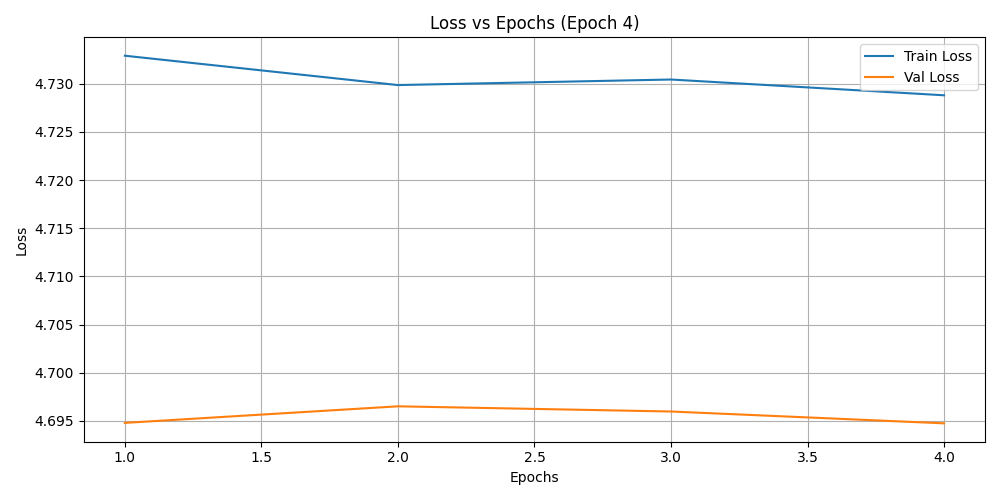 Loss vs Epochs (Epoch 4)
Train Loss
Val Loss
4.730
4.725
4.720
4.715
4.710
4.705
4.700
4.695
Loss
1.0 1.5 2.0 2.5 3.0 3.5 4.0
Epochs